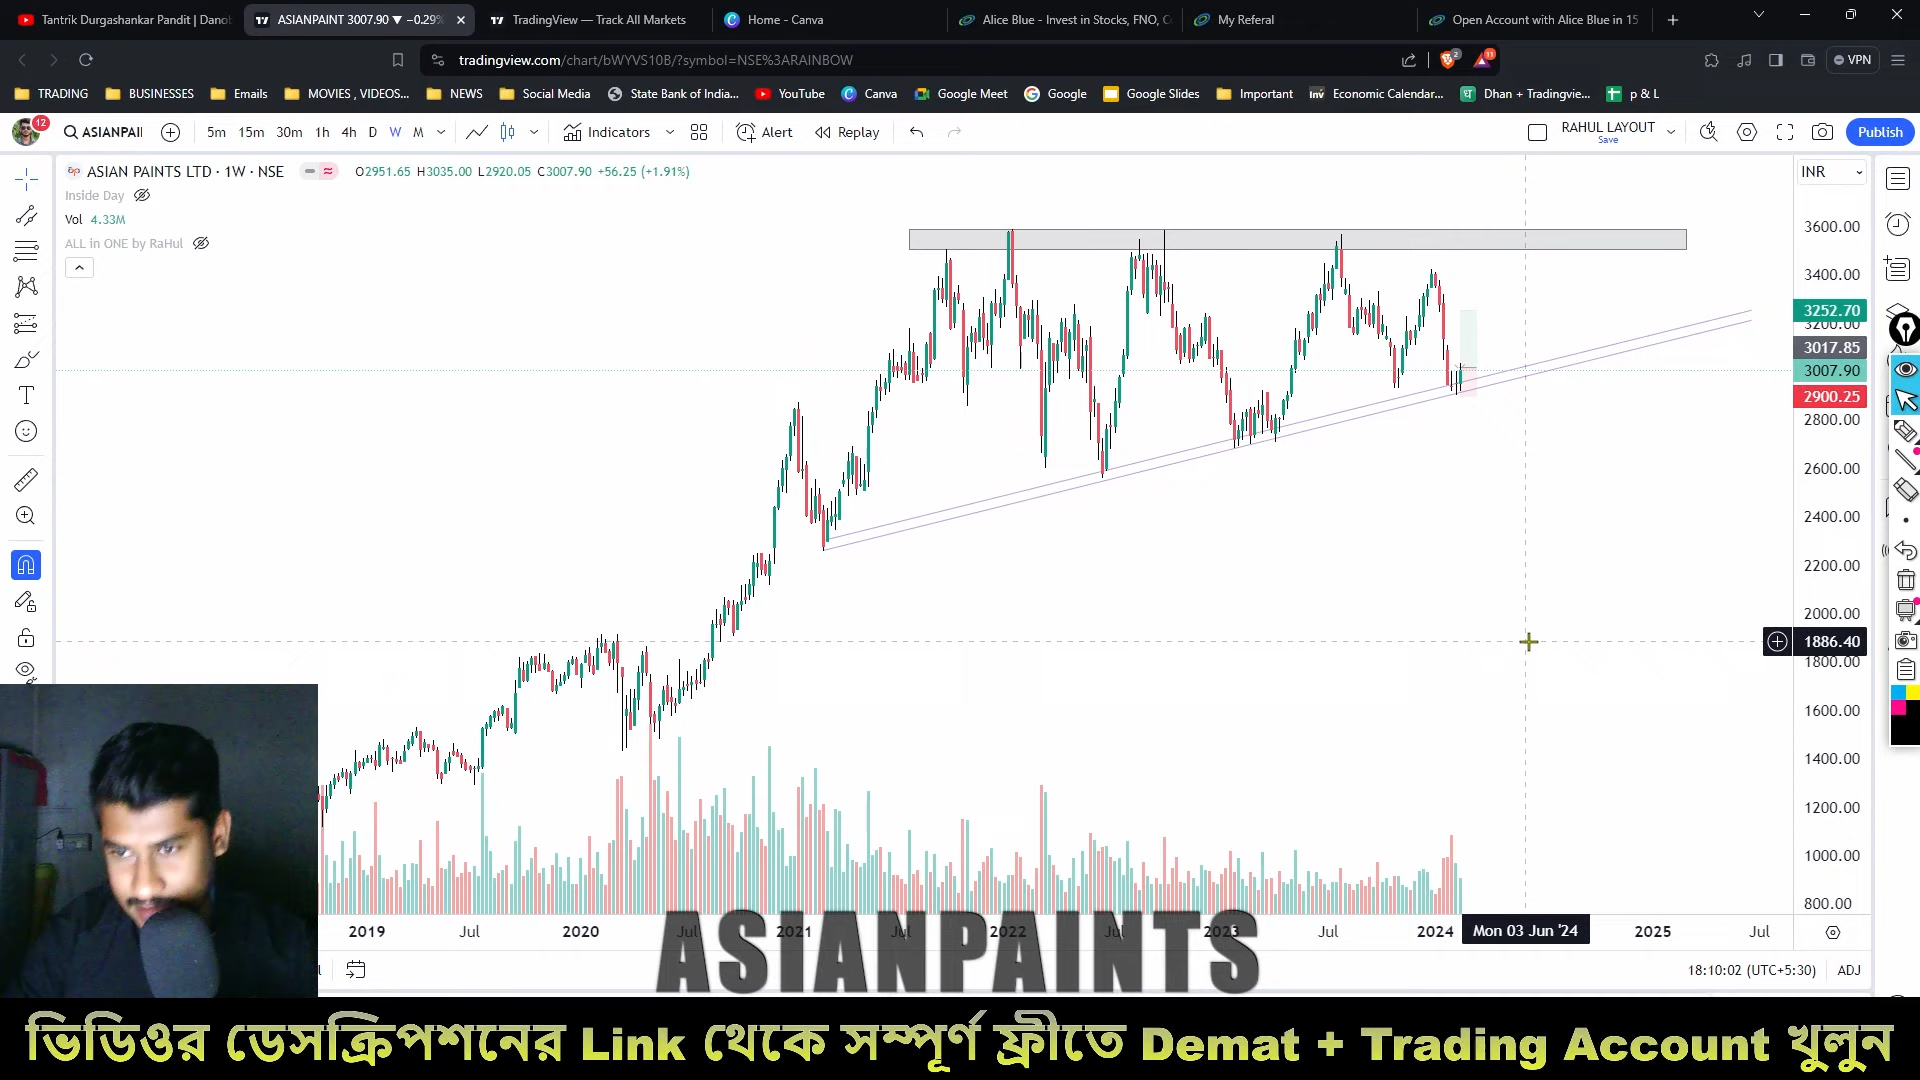 Tantrik Durgashankar Pandit | Danob
ASIANPAINT 3007.90 ▼ −0.29%
TradingView — Track All Markets
Home - Canva
Alice Blue - Invest in Stocks, FNO, C
My Referal
Open Account with Alice Blue in 15
tradingview.com/chart/bWYVS10B/?symbol=NSE%3ARAINBOW
2
11
VPN
TRADING
BUSINESSES
Emails
MOVIES , VIDEOS...
NEWS
Social Media
State Bank of India...
YouTube
Canva
Google Meet
Google
Google Slides
Important
Economic Calendar...
Dhan + Tradingvie...
p & L
12
ASIANPAI
5m 15m 30m 1h 4h D W M
Indicators
Alert
Replay
RAHUL LAYOUT
Save
Publish
ASIAN PAINTS LTD · 1W · NSE
O2951.65 H3035.00 L2920.05 C3007.90 +56.25 (+1.91%)
INR
Inside Day
Vol 4.33M
ALL in ONE by RaHul
3600.00
3400.00
3252.70
3200.00
3017.85
3007.90
2900.25
2800.00
2600.00
2400.00
2200.00
2000.00
1886.40
1800.00
1600.00
1400.00
1200.00
1000.00
800.00
2019 Jul 2020 Jul 2021 Jul 2022 Jul 2023 Jul 2024 Mon 03 Jun '24 2025 Jul
ASIANPAINTS
18:10:02 (UTC+5:30) ADJ
ভিডিওর ডেসক্রিপশনের Link থেকে সম্পূর্ণ ফ্রীতে Demat + Trading Account খুলুন